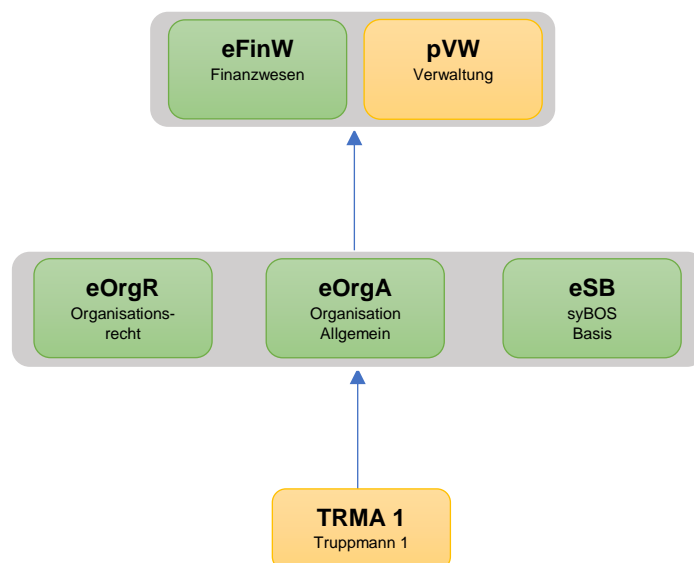 eFinW
Finanzwesen
pVW
Verwaltung
eOrgR
Organisations-
recht
eOrgA
Organisation
Allgemein
eSB
syBOS
Basis
TRMA 1
Truppmann 1